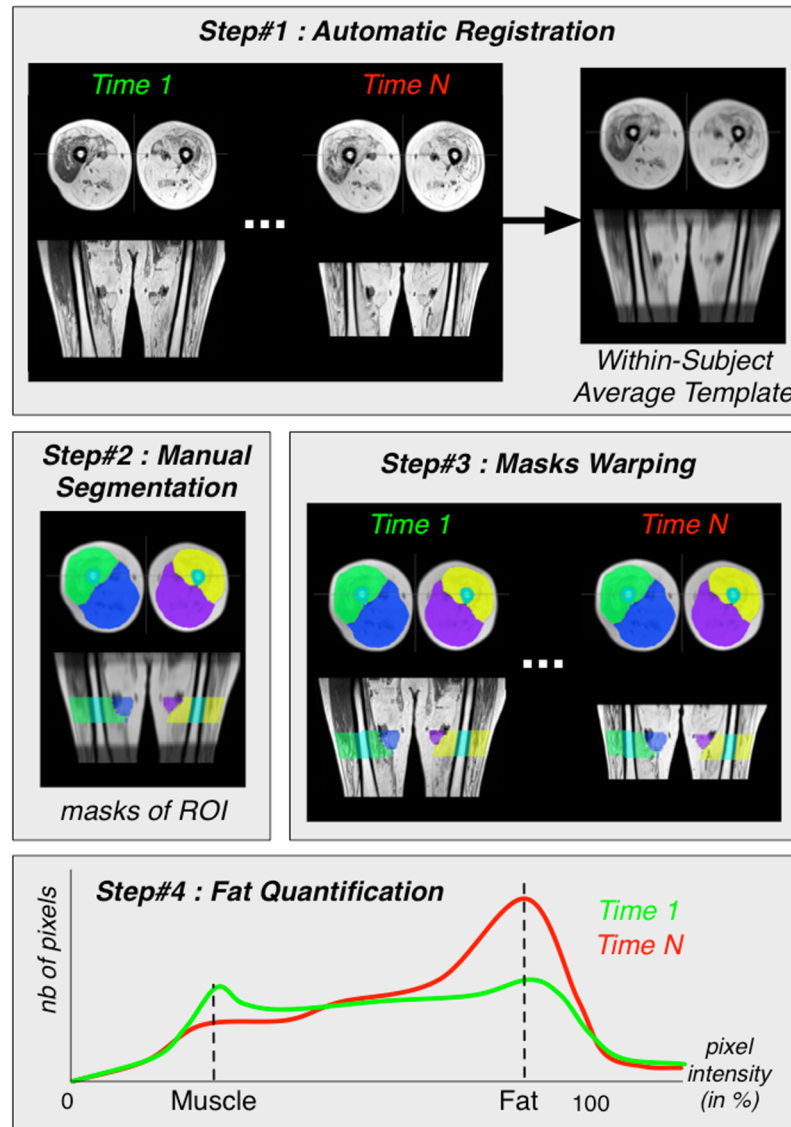 Step#1 : Automatic Registration
Time 1
Time N
...
Within-Subject
Average Template
Step#2 : Manual
Segmentation
masks of ROI
Step#3 : Masks Warping
Time 1
Time N
...
Step#4 : Fat Quantification
nb of pixels
Time 1
Time N
pixel
intensity
(in %)
0
Muscle
Fat
100